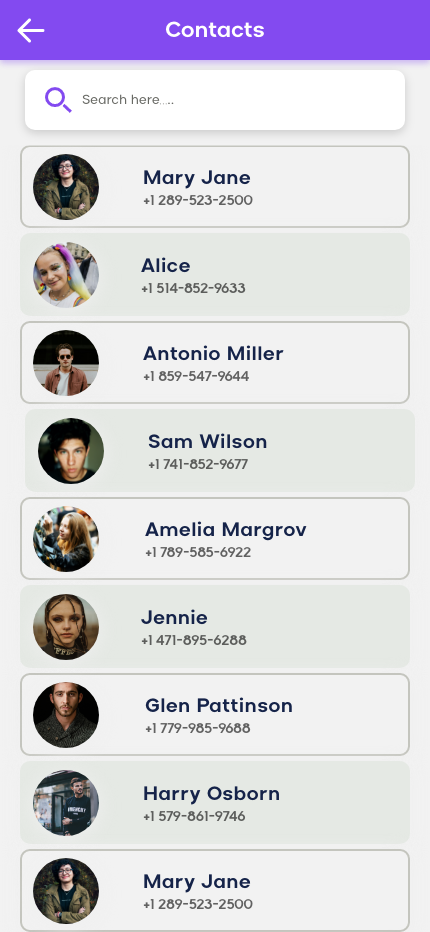 Contacts
Search here.....
Mary Jane
+1 289-523-2500
Alice
+1 514-852-9633
Antonio Miller
+1 859-547-9644
Sam Wilson
+1 741-852-9677
Amelia Margrov
+1 789-585-6922
Jennie
+1 471-895-6288
Glen Pattinson
+1 779-985-9688
Harry Osborn
+1 579-861-9746
Mary Jane
+1 289-523-2500